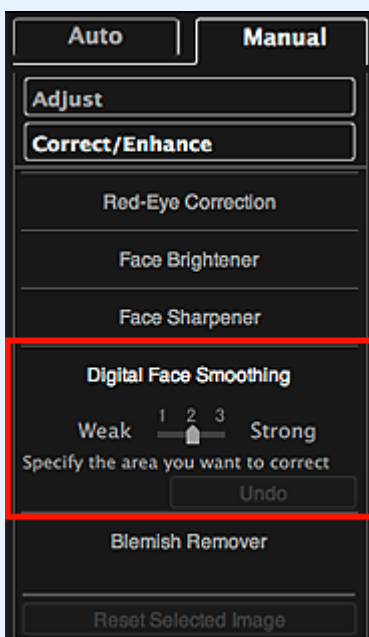 Auto Manual
Adjust
Correct/Enhance
Red-Eye Correction
Face Brightener
Face Sharpener
Digital Face Smoothing
1 2 3
Weak Strong
Specify the area you want to correct
Undo
Blemish Remover
Reset Selected Image